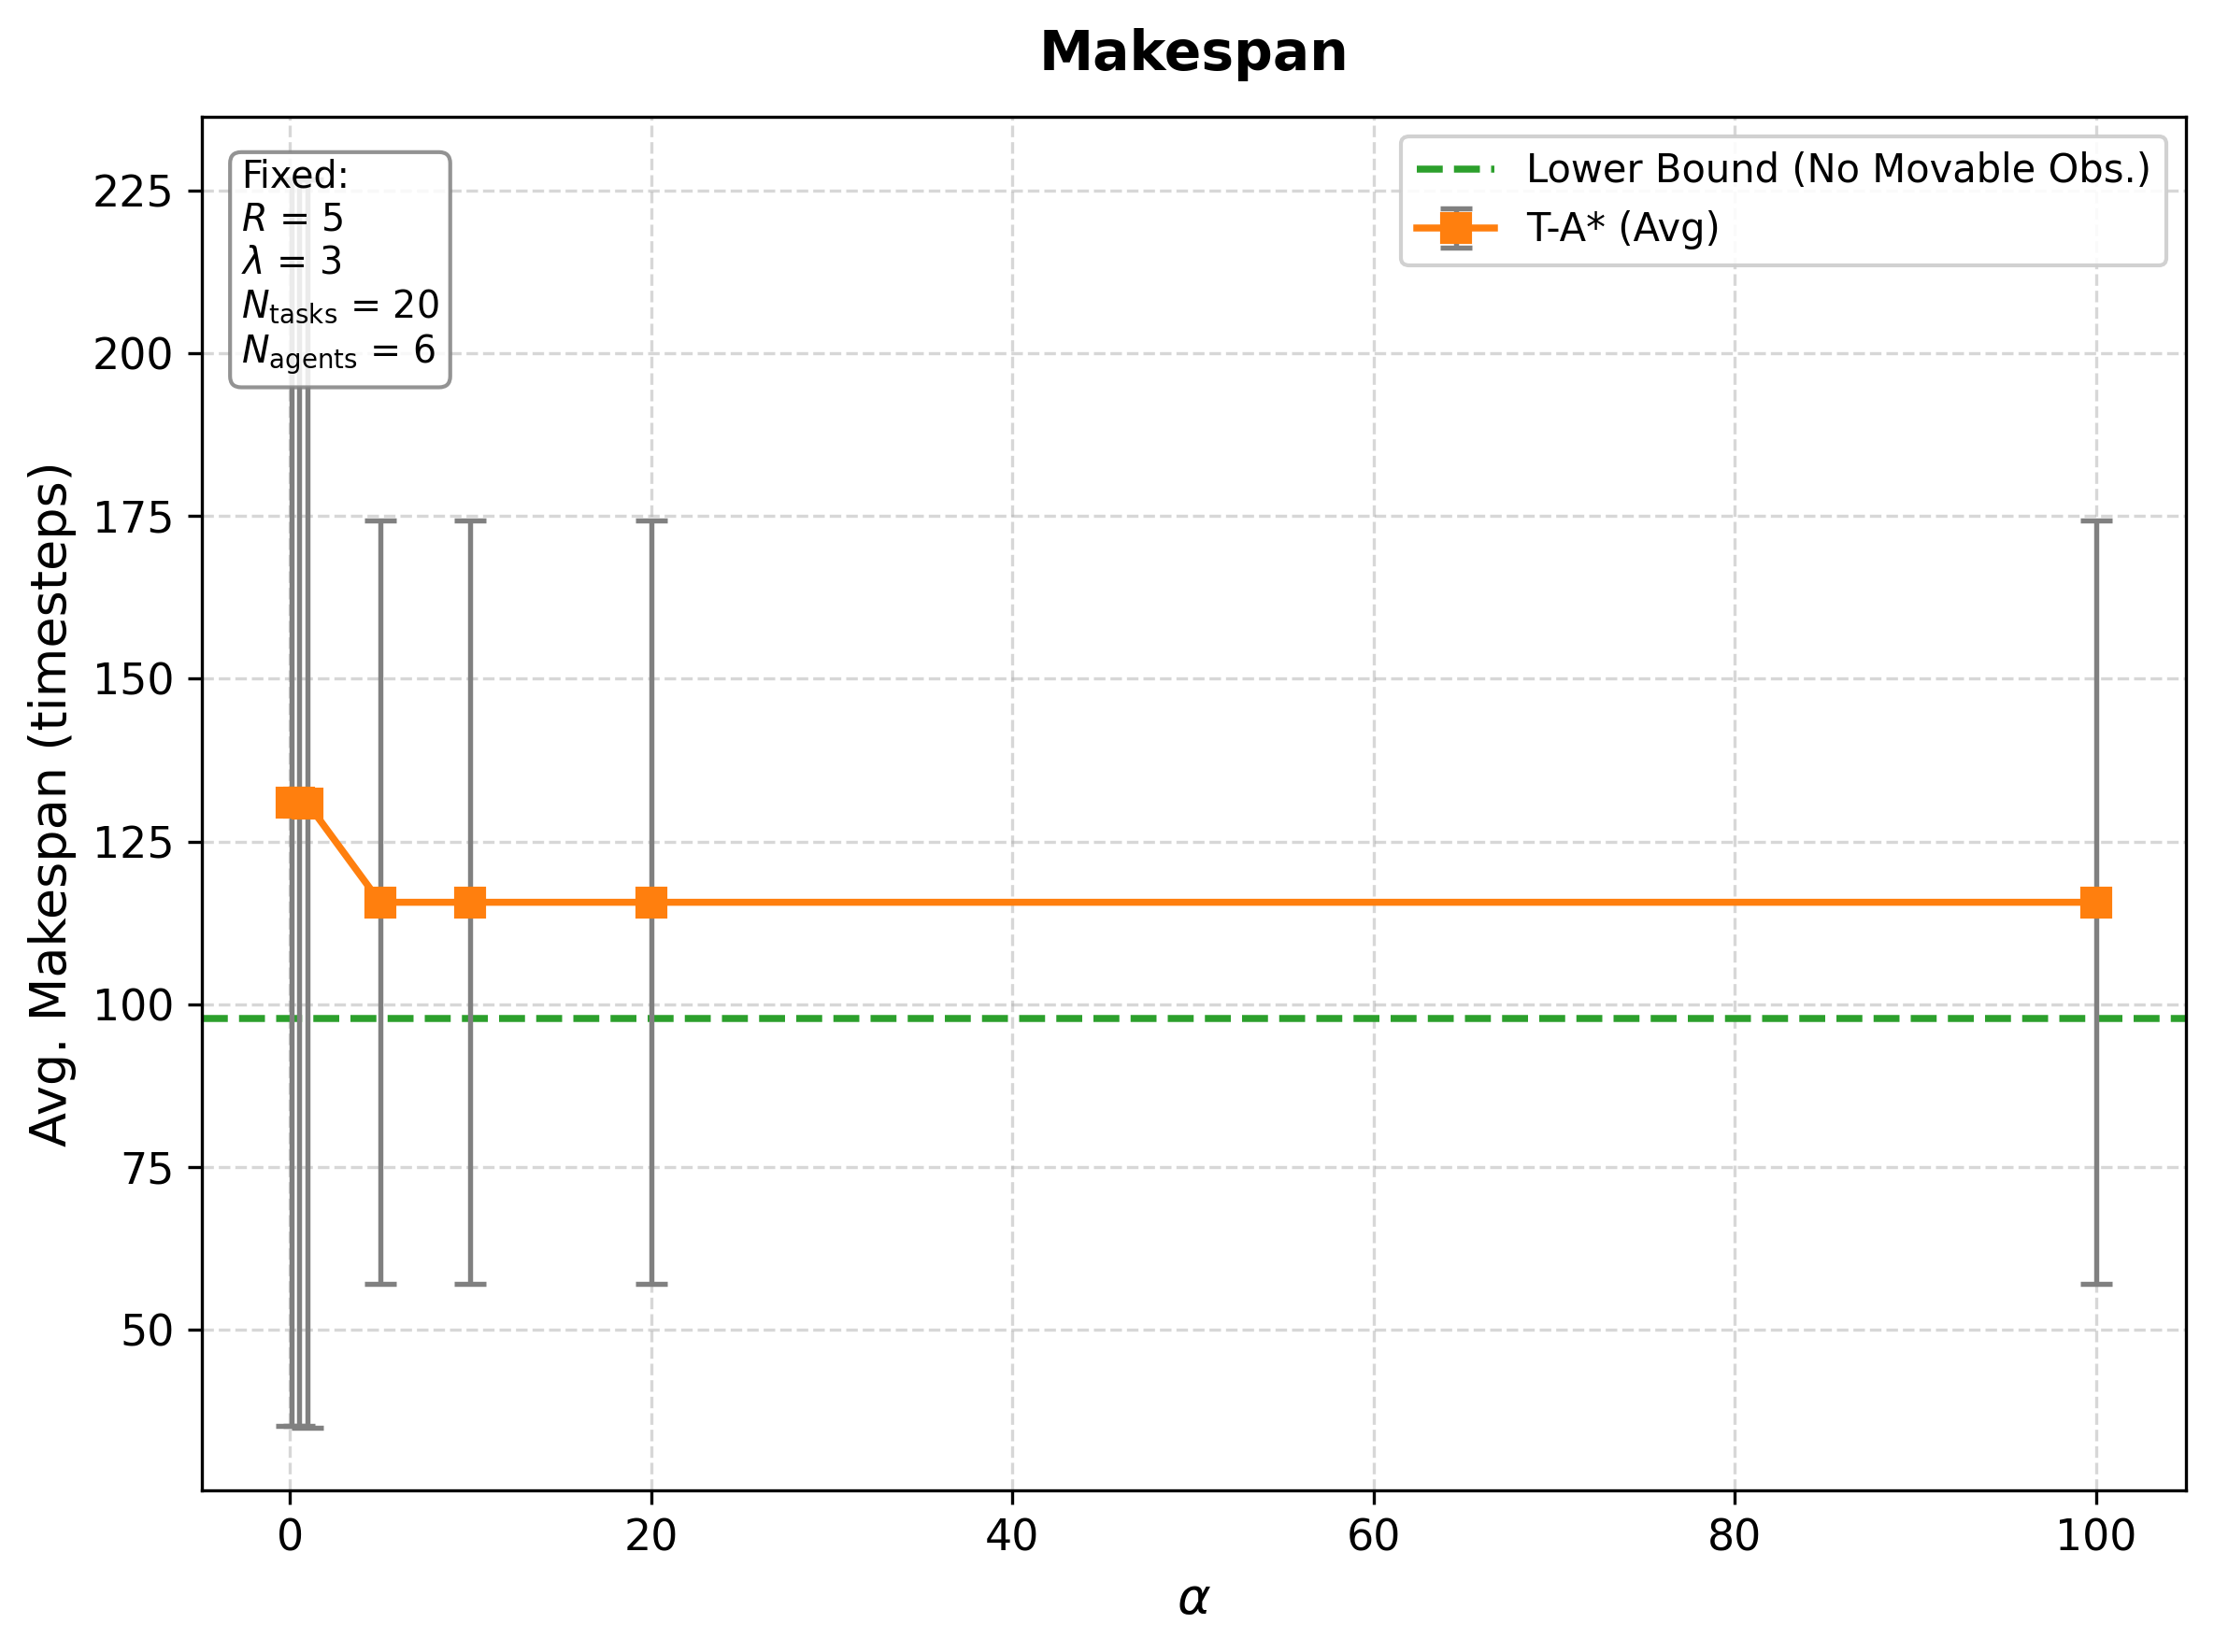 Makespan
Fixed:
R = 5
λ = 3
N_tasks = 20
N_agents = 6
Lower Bound (No Movable Obs.)
T-A* (Avg)
Avg. Makespan (timesteps)
225
200
175
150
125
100
75
50
0 20 40 60 80 100
α